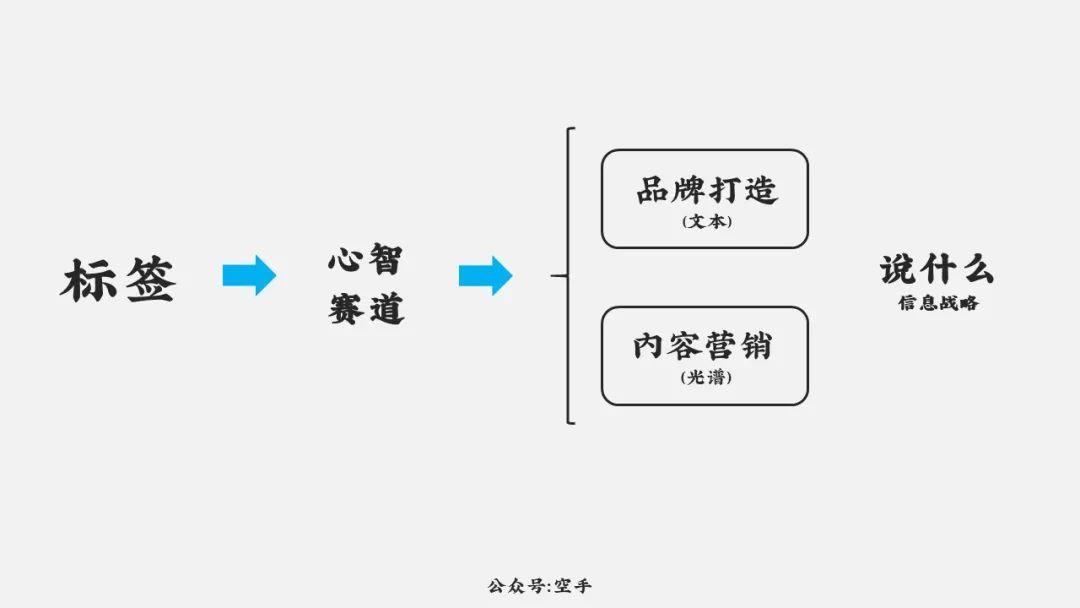 标签
心智
赛道
品牌打造
(文本)
内容营销
(光谱)
说什么
信息战略
公众号:空手